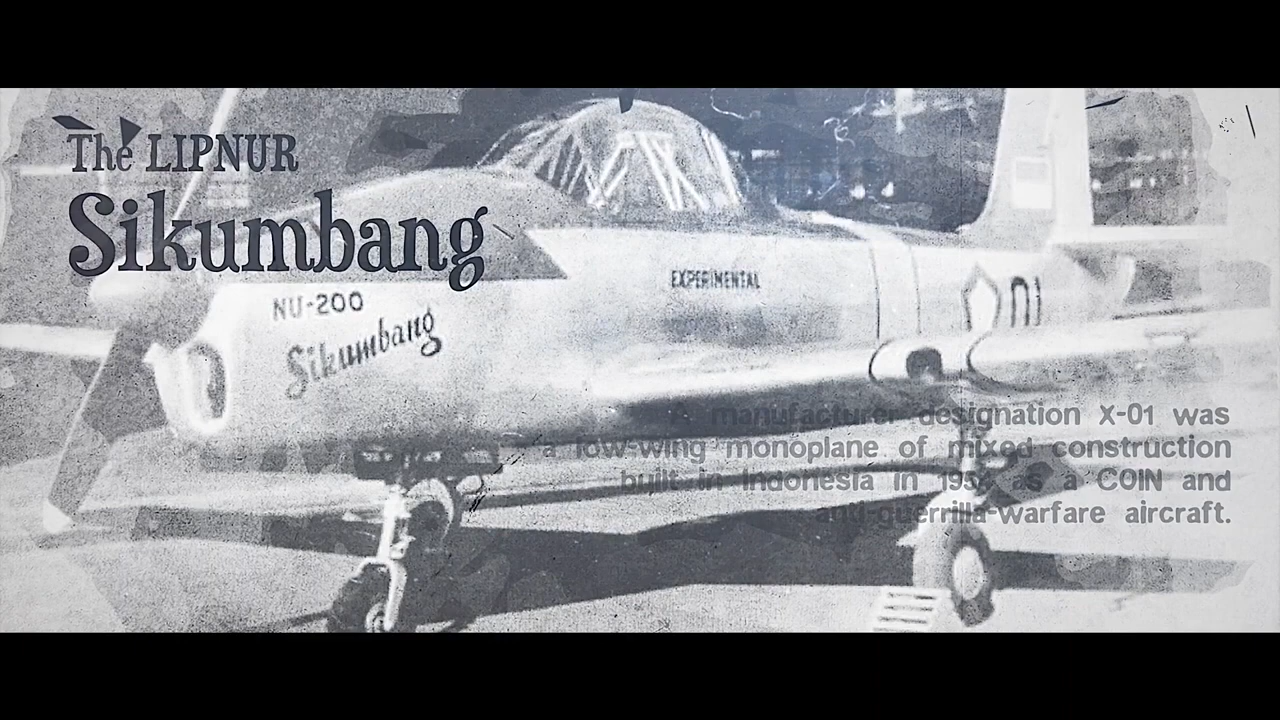 The LIPNUR
Sikumbang
NU-200
Sikumbang
EXPERIMENTAL
01
A manufacturer designation X-01 was
a low-wing monoplane of mixed construction
built in Indonesia in 1954 as a COIN and
anti-guerrilla-warfare aircraft.